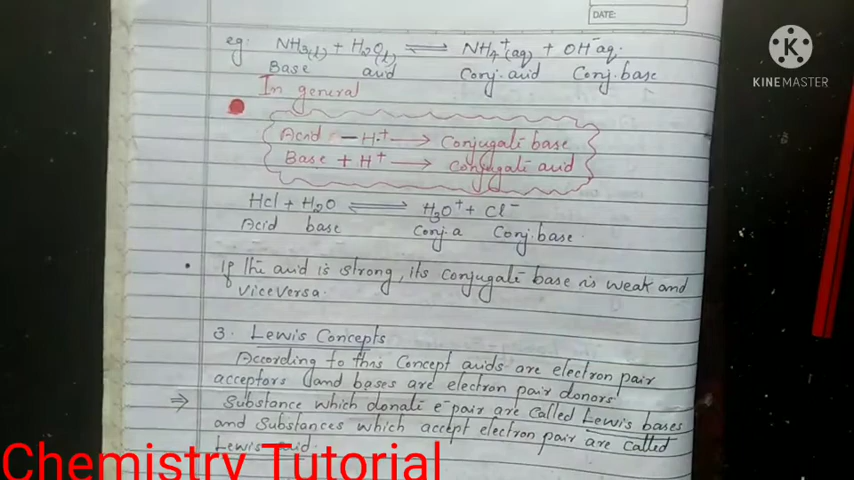 DATE:
K
KINEMASTER
eg: NH3(l) + H2O(l) ⇌ NH4+(aq) + OH-aq.
Base acid Conj.acid Conj.base
In general
Acid - H+ → Conjugate base
Base + H+ → Conjugate acid
Hcl + H2O ⇌ H3O+ + Cl-
Acid base Conj.a Conj.base.
• If the acid is strong, its conjugate base is weak and
viceversa.
3. Lewis Concepts
According to this Concept acids are electron pair
acceptors and bases are electron pair donors
⇒ Substance which donate e- pair are called Lewis bases
and substances which accept electron pair are called
Lewis acid.
Chemistry Tutorial